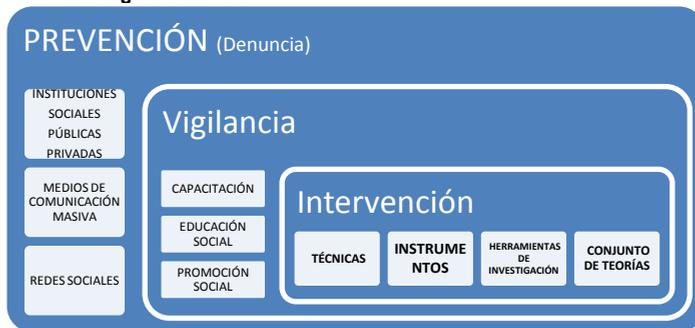 PREVENCIÓN (Denuncia)
INSTITUCIONES
SOCIALES
PÚBLICAS
PRIVADAS
MEDIOS DE
COMUNICACIÓN
MASIVA
REDES SOCIALES
Vigilancia
CAPACITACIÓN
EDUCACIÓN
SOCIAL
PROMOCIÓN
SOCIAL
Intervención
TÉCNICAS
INSTRUME
NTOS
HERRAMIENTAS
DE
INVESTIGACIÓN
CONJUNTO
DE TEORÍAS